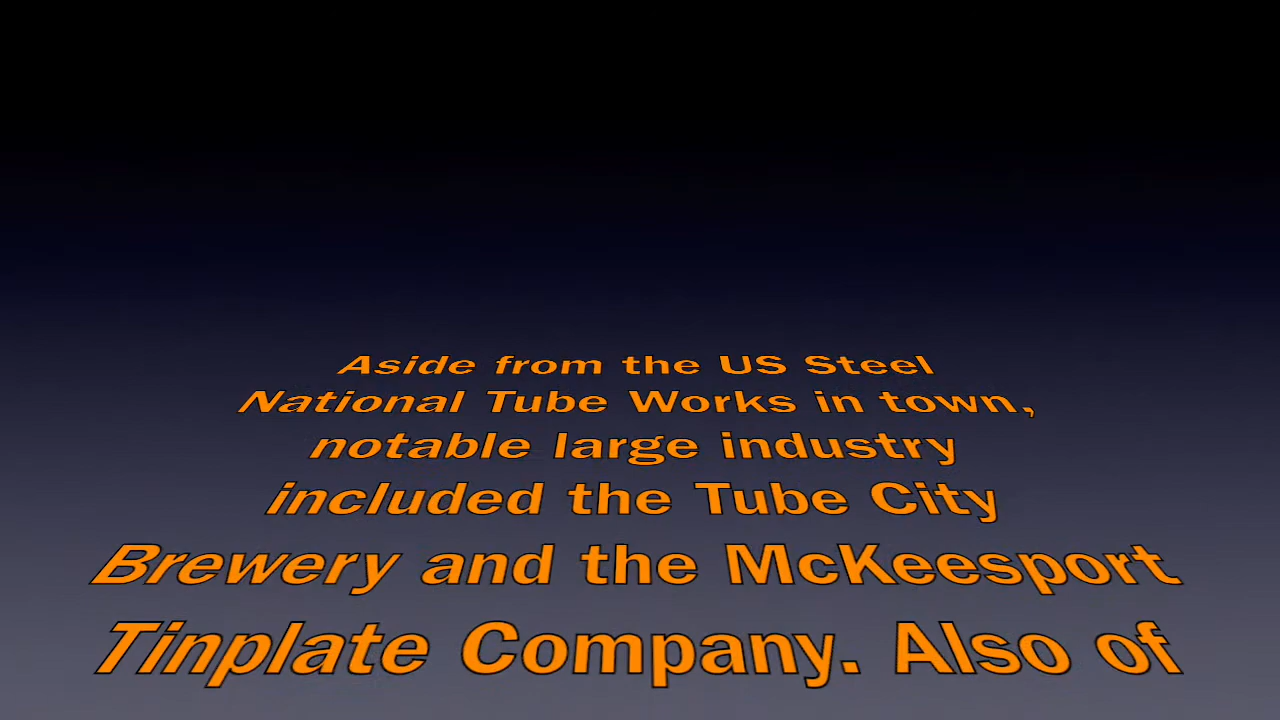 Aside from the US Steel
National Tube Works in town,
notable large industry
included the Tube City
Brewery and the McKeesport
Tinplate Company. Also of